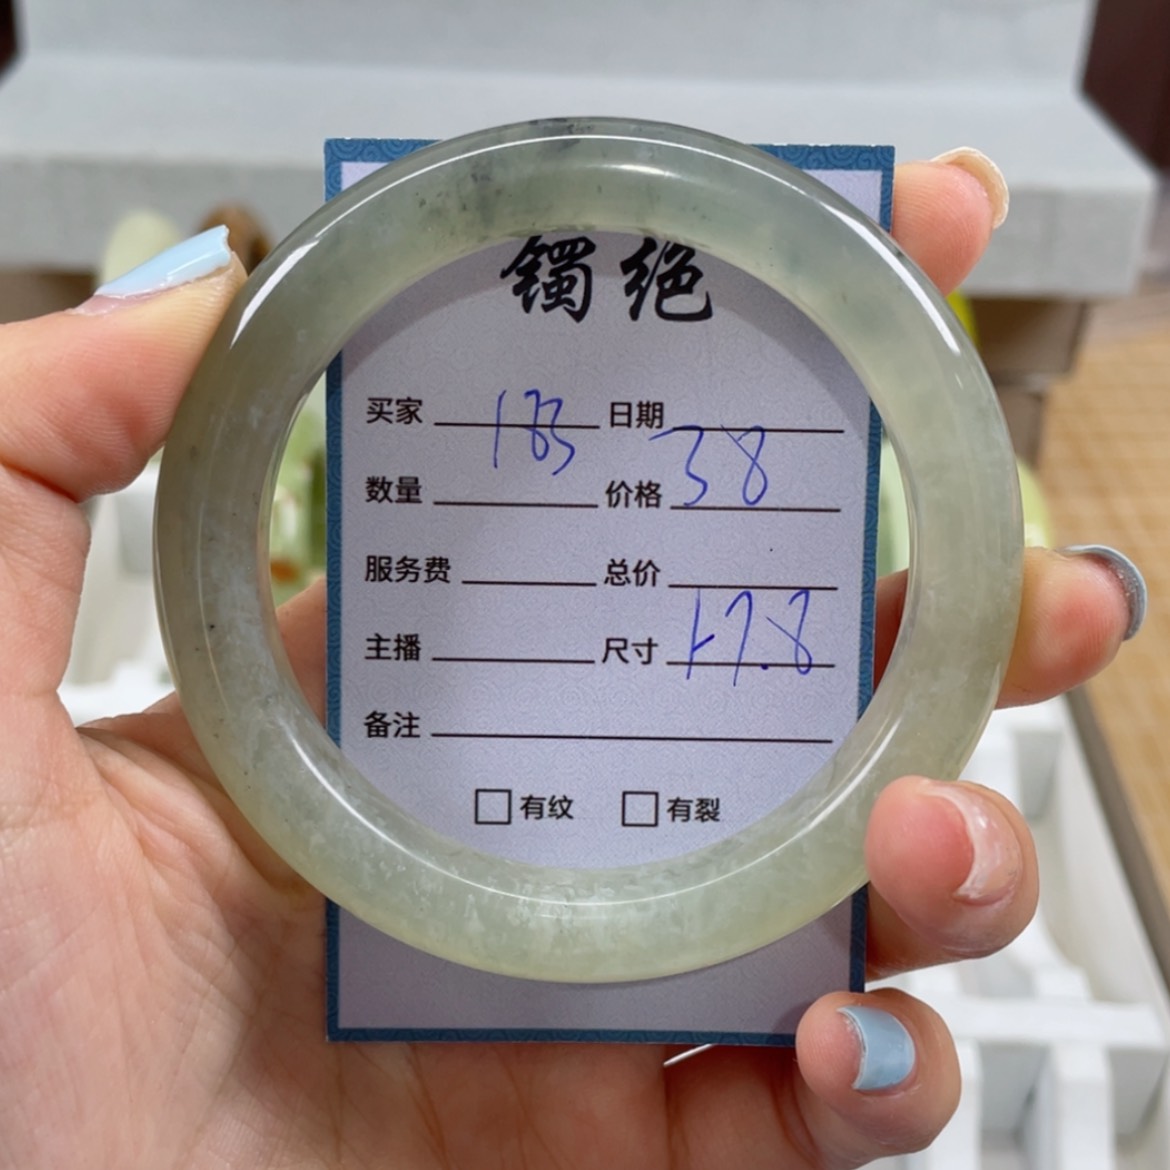 镯绝
买家 183 日期
数量 价格 38
服务费 总价
主播 尺寸 57.8
备注
有纹 有裂